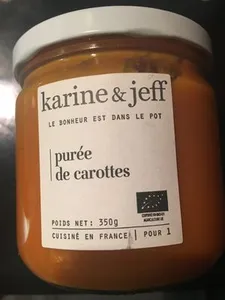 karine & jeff
LE BONHEUR EST DANS LE POT
purée
de carottes
POIDS NET: 350g
CUISINÉ EN FRANCE | POUR 1